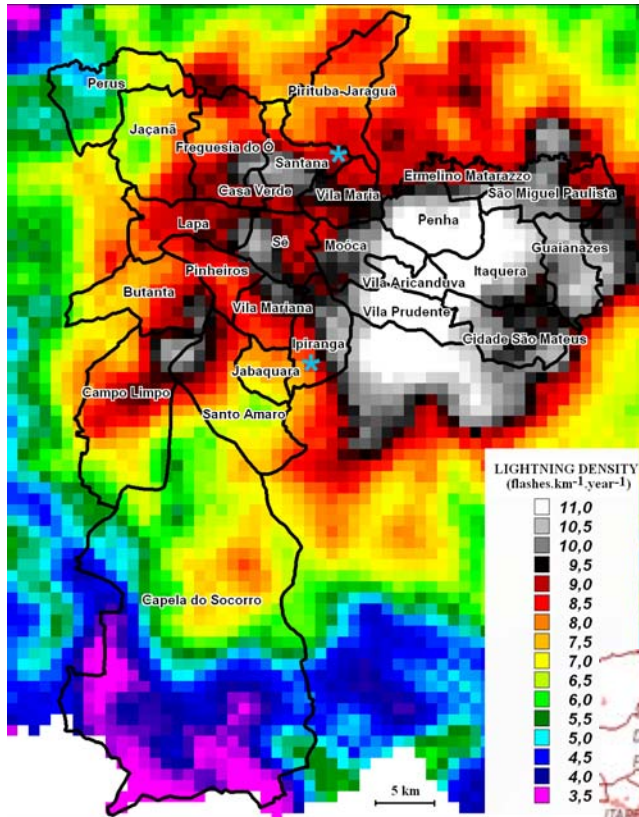 Perus
Pirituba-Jaraguá
Jaçanã
Freguesia do Ó
Santana
Casa Verde
Vila Maria
Ermelino Matarazzo
São Miguel Paulista
Lapa
Sé
Moóca
Penha
Guaianazes
Pinheiros
Itaquera
Butanta
Vila Mariana
Vila Aricanduva
Vila Prudente
Ipiranga
Cidade São Mateus
Jabaquara
Campo Limpo
Santo Amaro
Capela do Socorro
5 km
LIGHTNING DENSITY
(flashes.km-1.year-1)
11,0
10,5
10,0
9,5
9,0
8,5
8,0
7,5
7,0
6,5
6,0
5,5
5,0
4,5
4,0
3,5